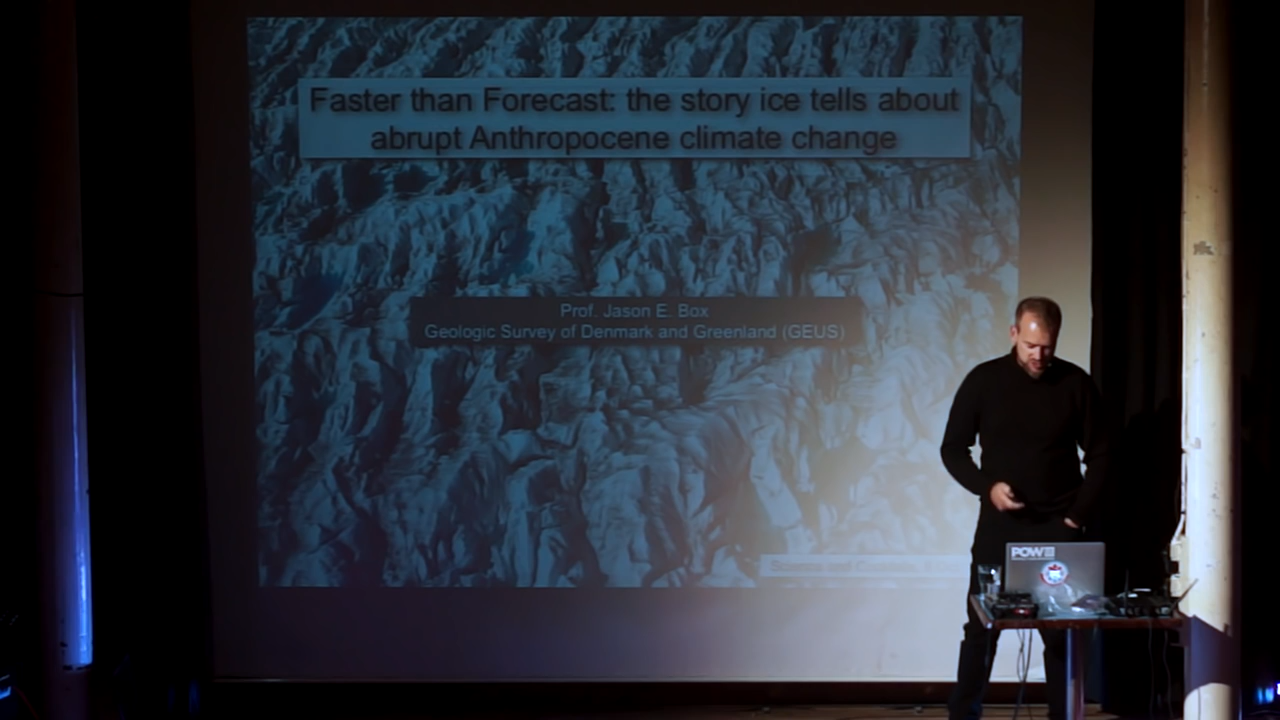 Faster than Forecast: the story ice tells about
abrupt Anthropocene climate change
Prof. Jason E. Box
Geologic Survey of Denmark and Greenland (GEUS)
POW